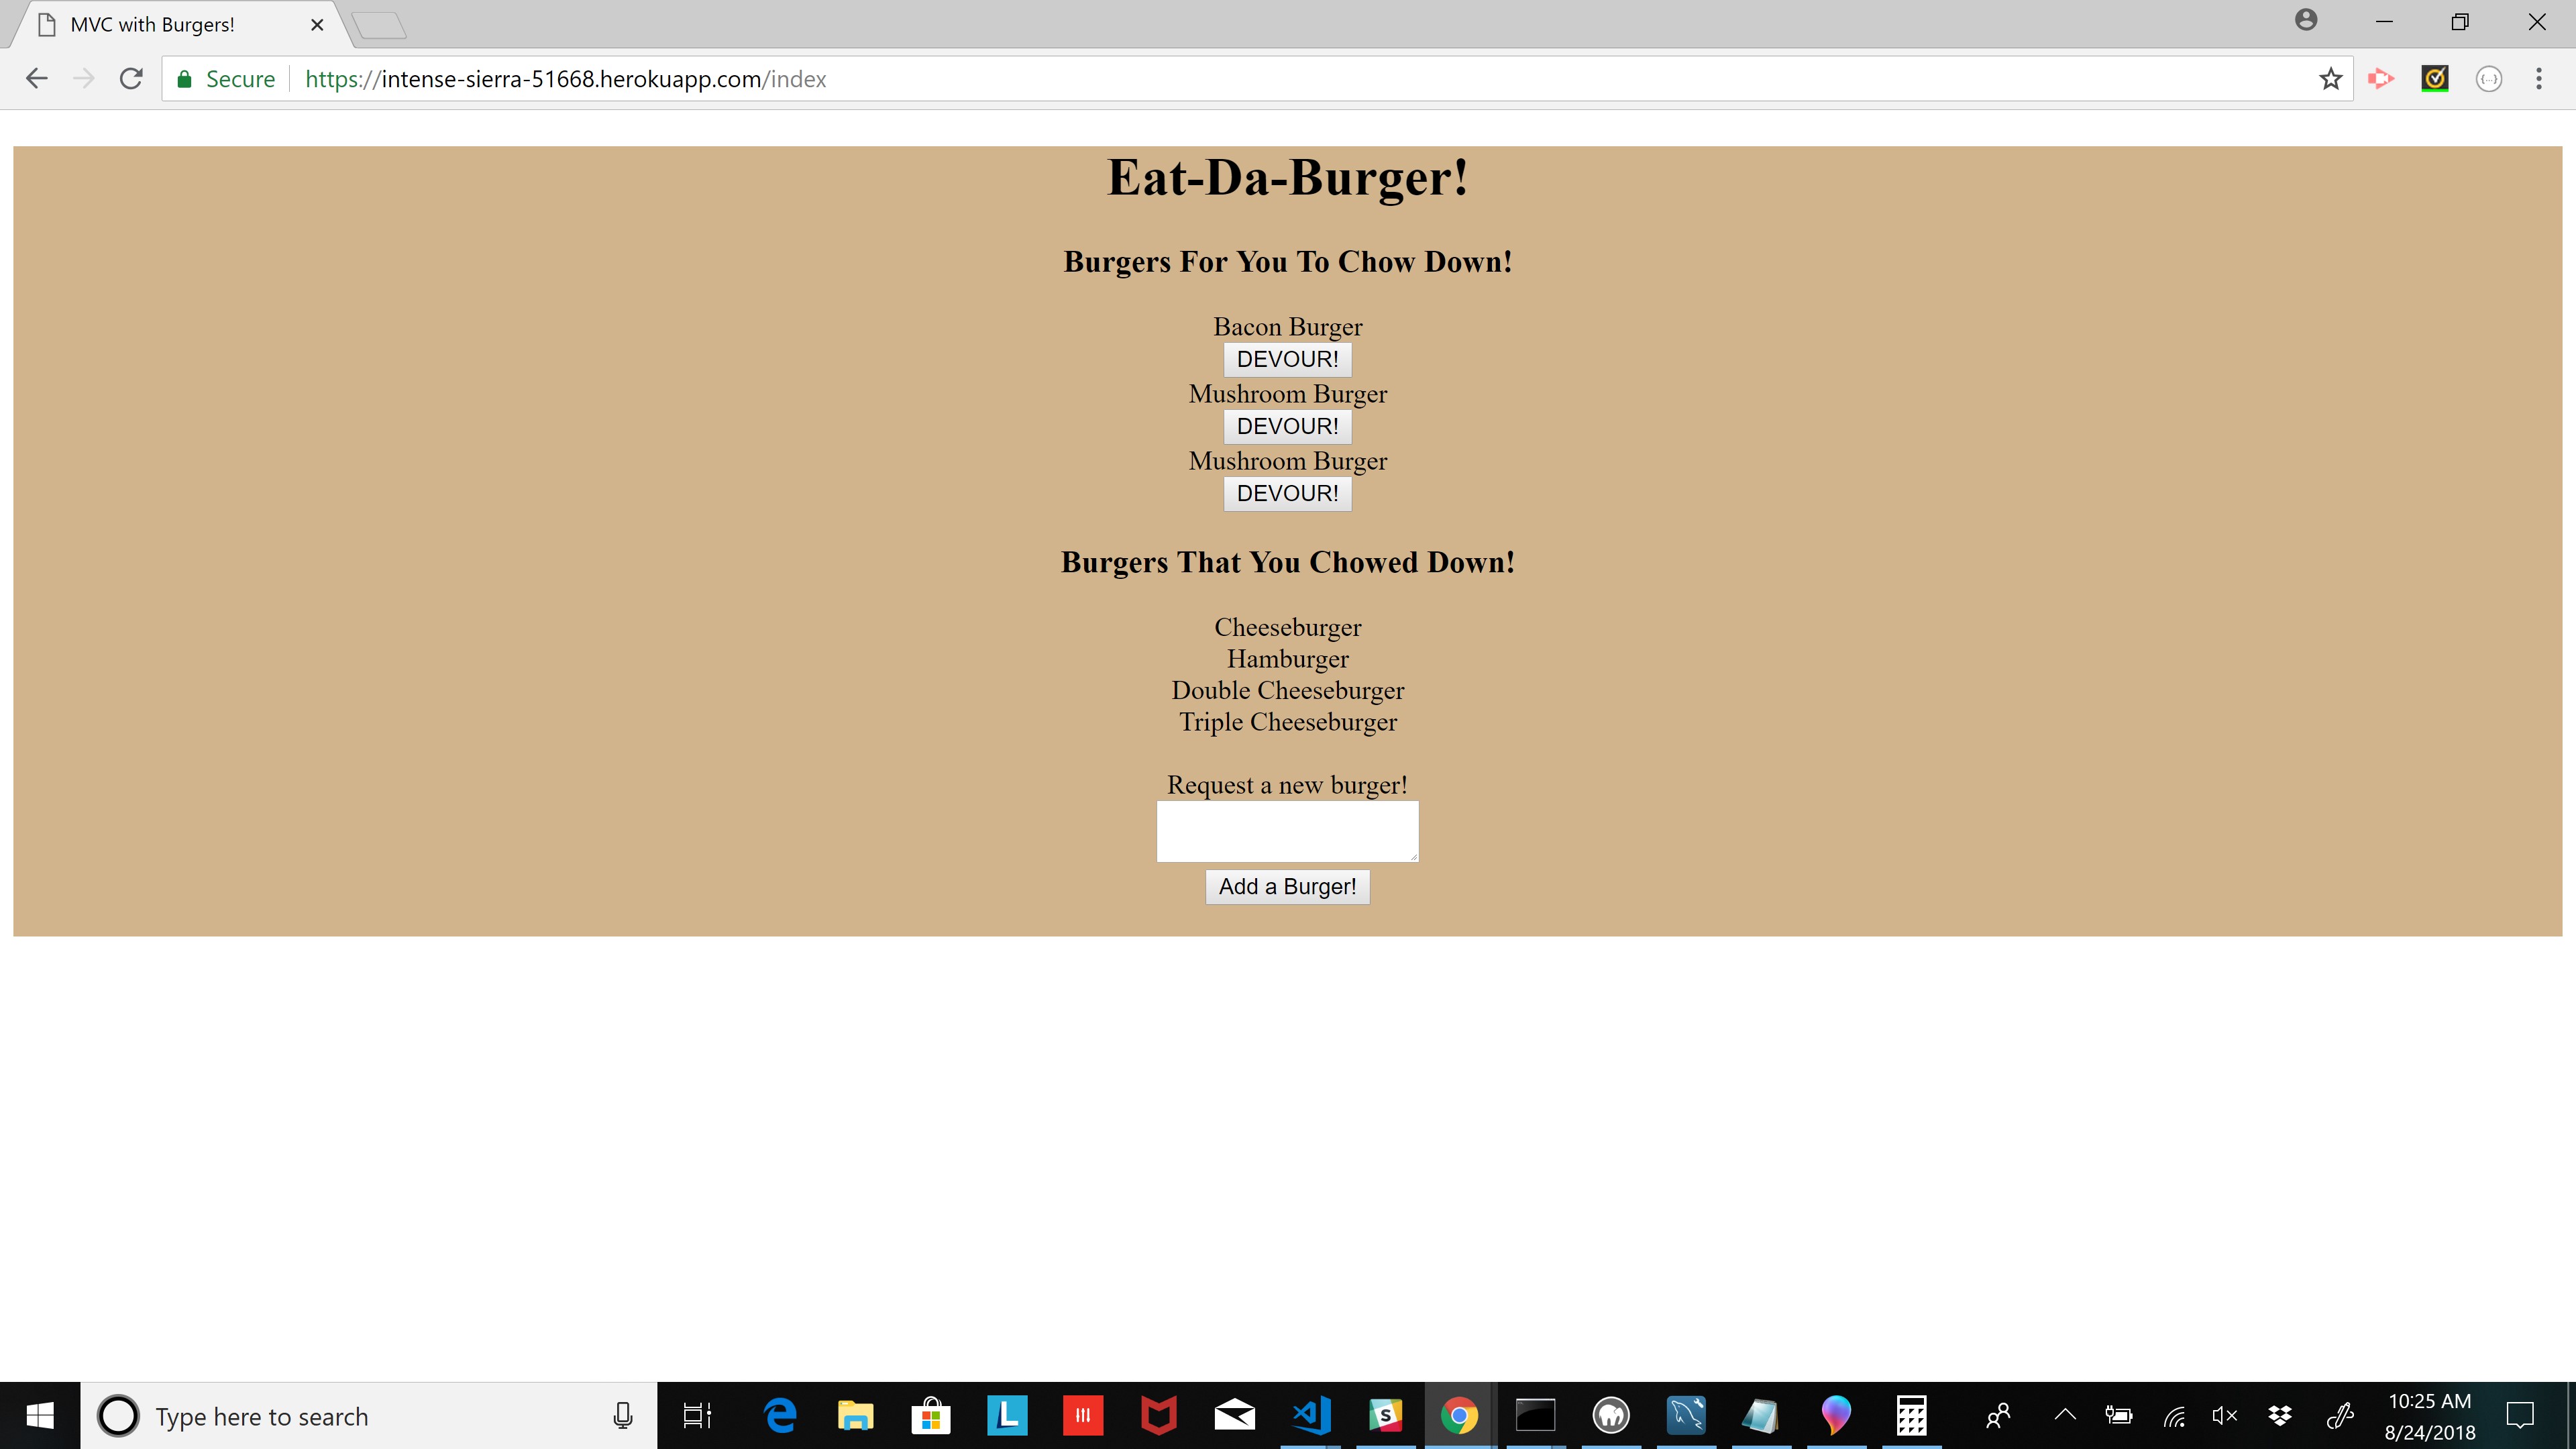 MVC with Burgers!
Secure https://intense-sierra-51668.herokuapp.com/index
Eat-Da-Burger!
Burgers For You To Chow Down!
Bacon Burger
DEVOUR!
Mushroom Burger
DEVOUR!
Mushroom Burger
DEVOUR!
Burgers That You Chowed Down!
Cheeseburger
Hamburger
Double Cheeseburger
Triple Cheeseburger
Request a new burger!
Add a Burger!
Type here to search
L
S
10:25 AM
8/24/2018